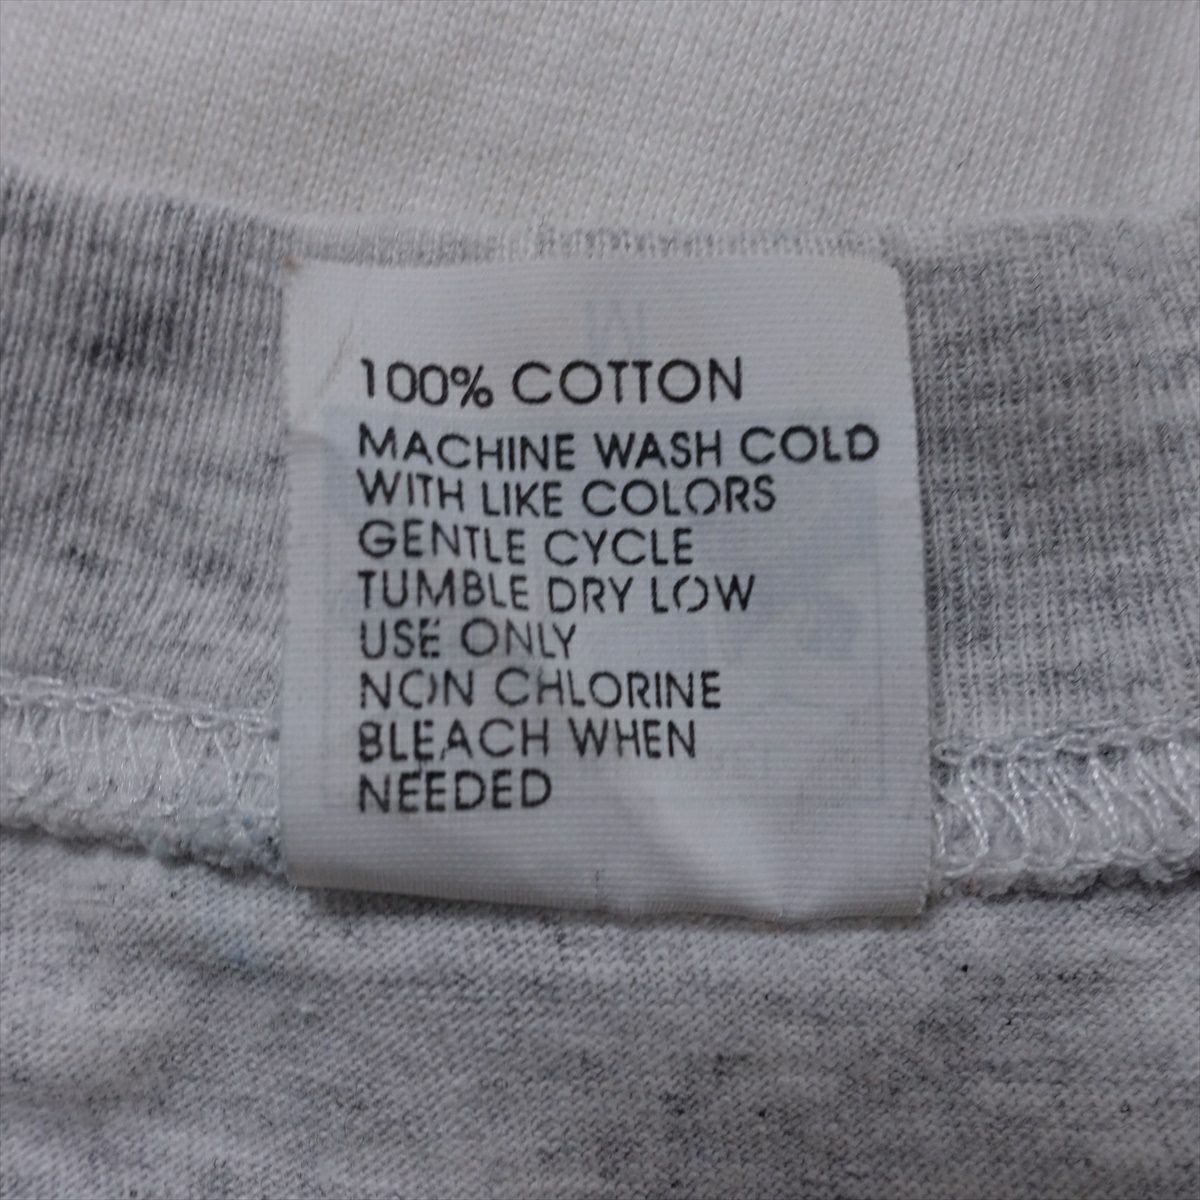 100% COTTON
MACHINE WASH COLD
WITH LIKE COLORS
GENTLE CYCLE
TUMBLE DRY LOW
USE ONLY
NON CHLORINE
BLEACH WHEN
NEEDED